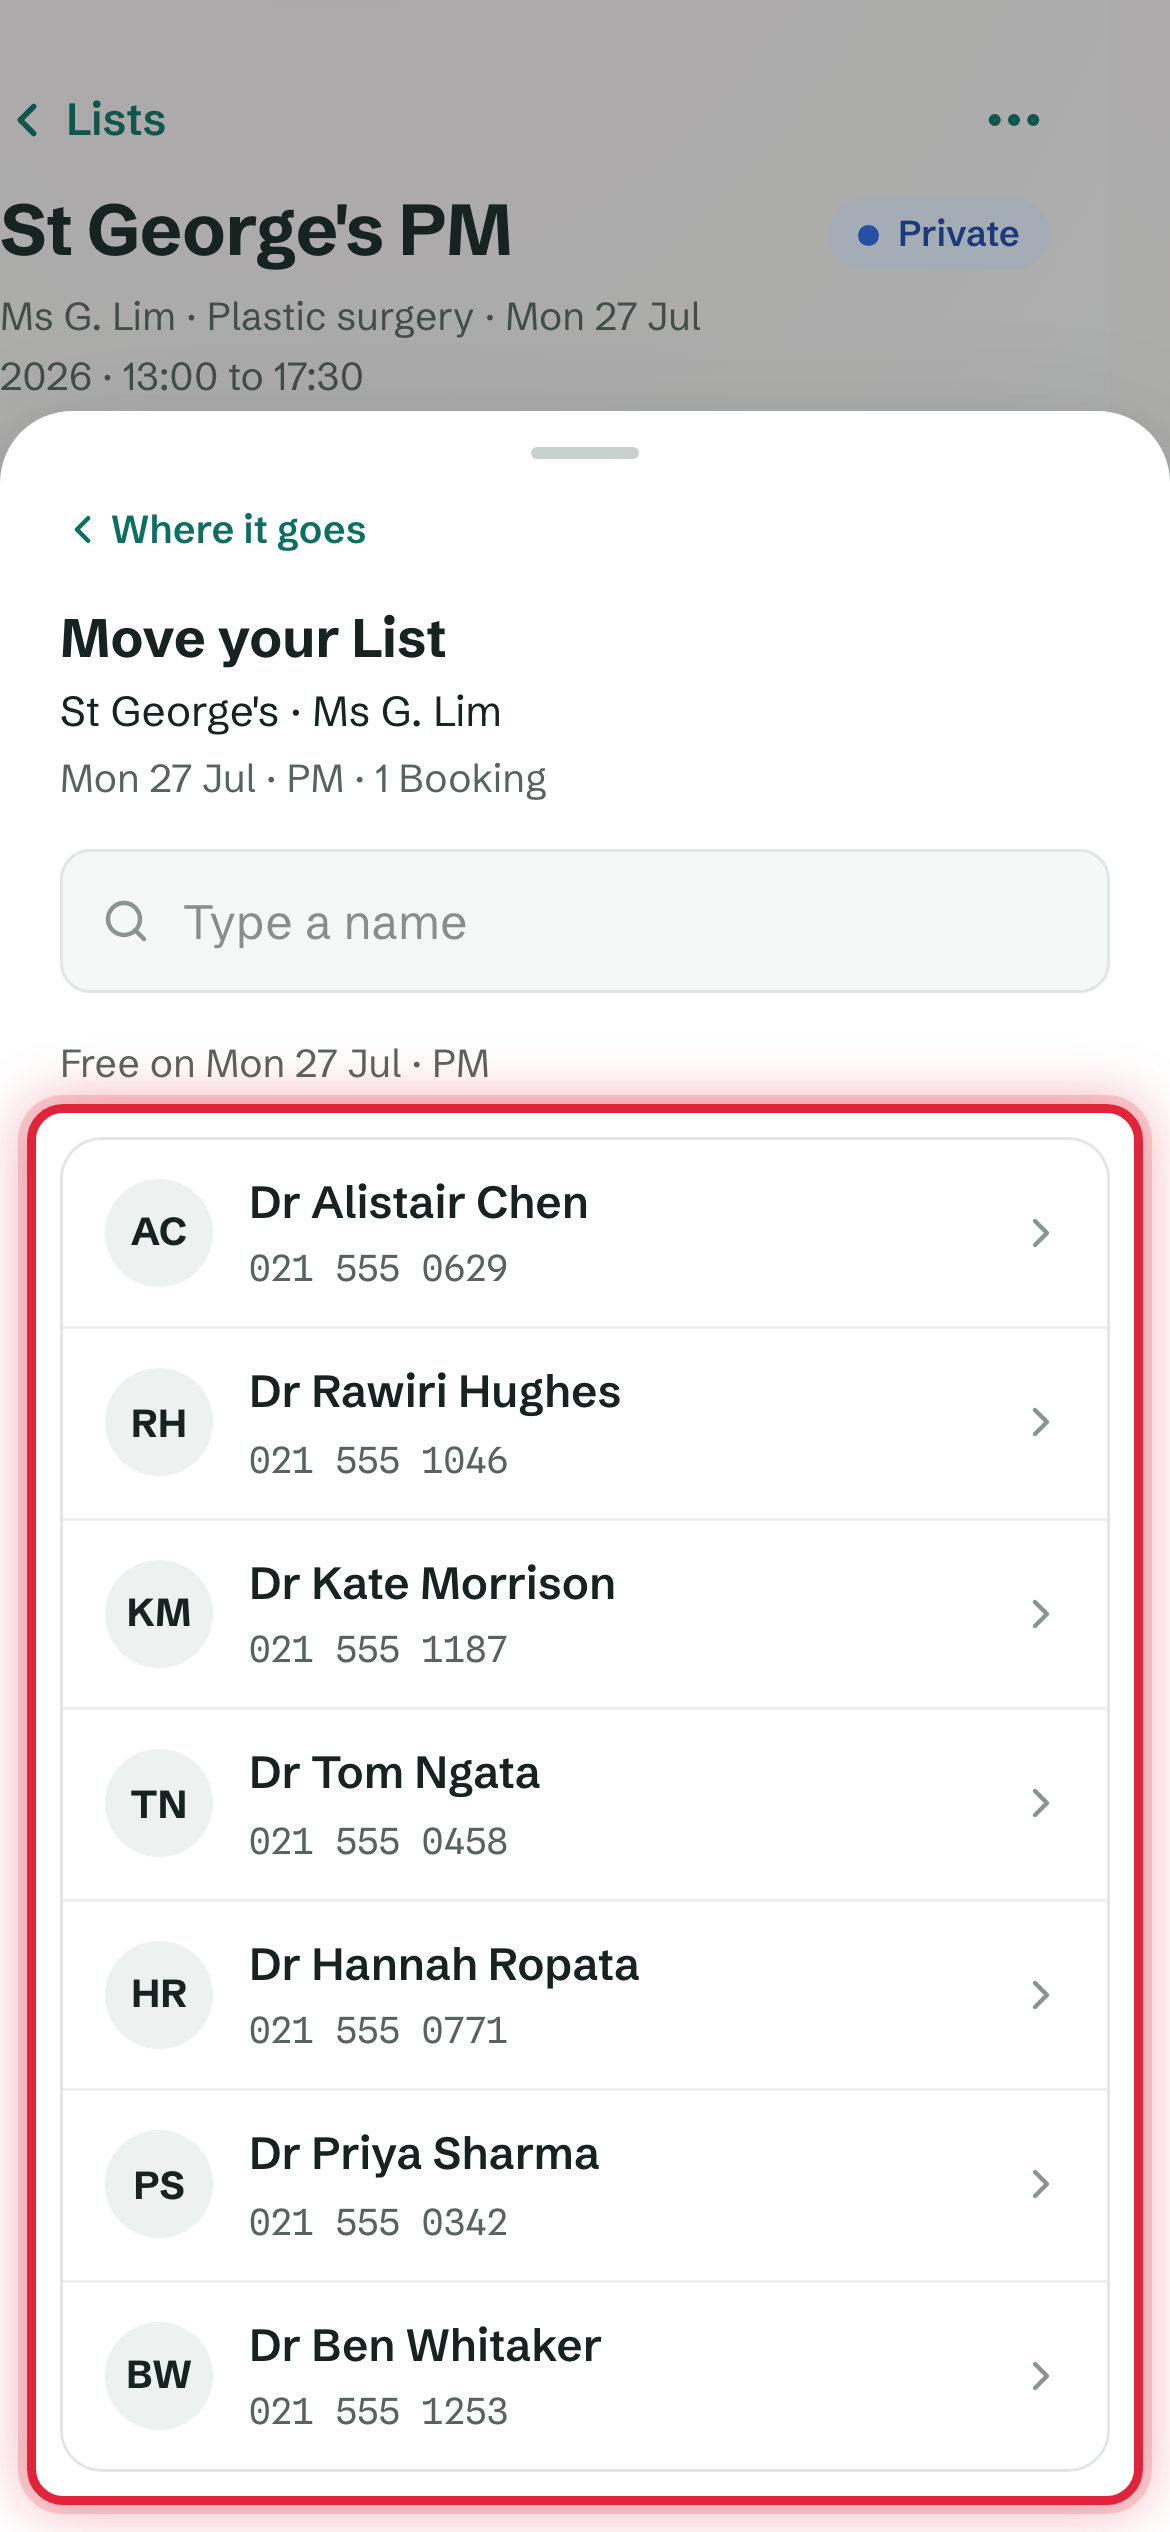 Lists
St George's PM
Private
Ms G. Lim · Plastic surgery · Mon 27 Jul
2026 · 13:00 to 17:30
Where it goes
Move your List
St George's · Ms G. Lim
Mon 27 Jul · PM · 1 Booking
Type a name
Free on Mon 27 Jul · PM
AC
Dr Alistair Chen
021 555 0629
RH
Dr Rawiri Hughes
021 555 1046
KM
Dr Kate Morrison
021 555 1187
TN
Dr Tom Ngata
021 555 0458
HR
Dr Hannah Ropata
021 555 0771
PS
Dr Priya Sharma
021 555 0342
BW
Dr Ben Whitaker
021 555 1253